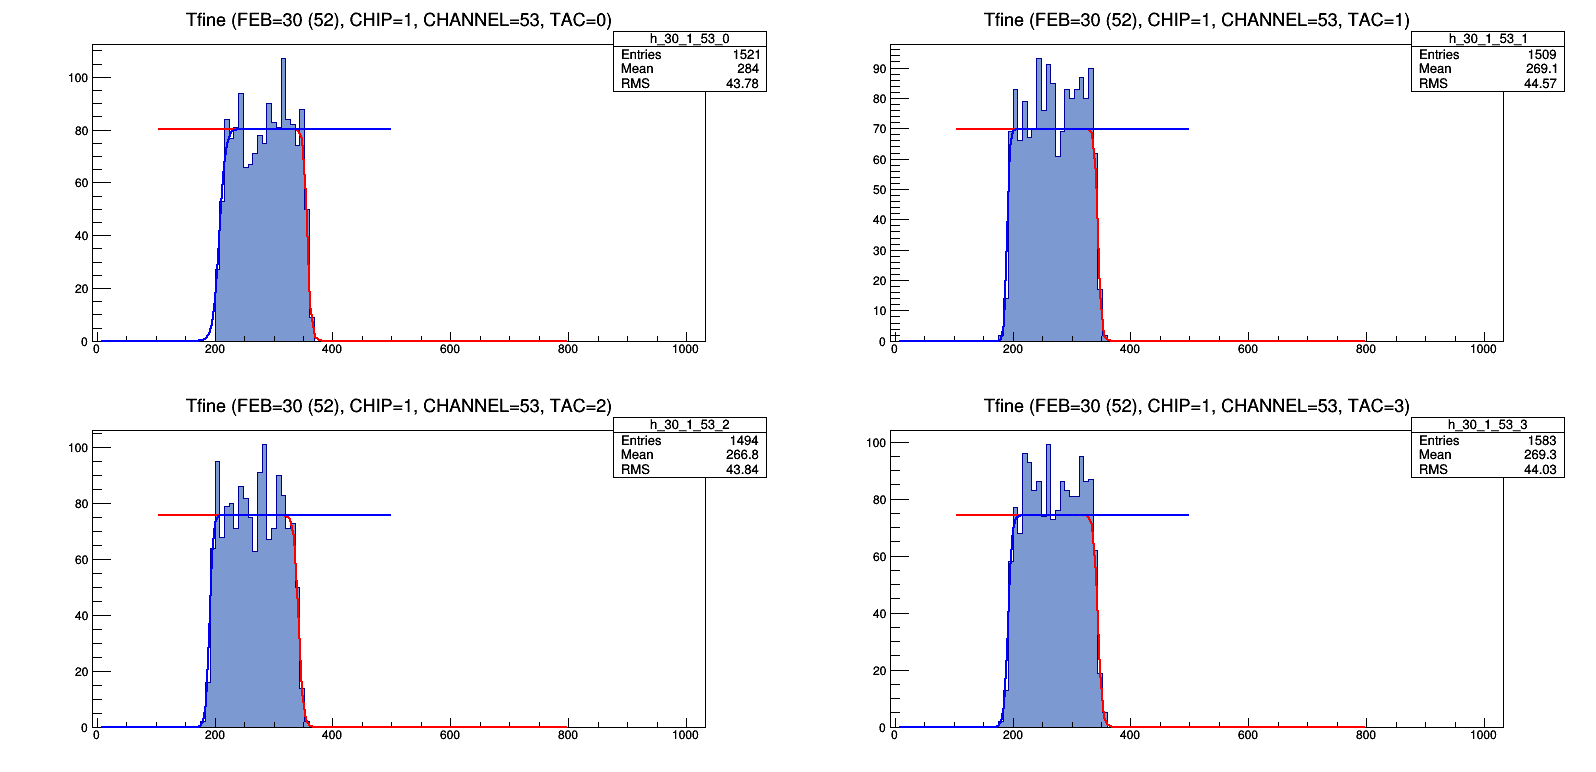 Tfine (FEB=30 (52), CHIP=1, CHANNEL=53, TAC=0)
h_30_1_53_0
Entries 1521
Mean 284
RMS 43.78
100
80
60
40
20
0
0 200 400 600 800 1000
Tfine (FEB=30 (52), CHIP=1, CHANNEL=53, TAC=1)
h_30_1_53_1
Entries 1509
Mean 269.1
RMS 44.57
90
80
70
60
50
40
30
20
10
0
0 200 400 600 800 1000
Tfine (FEB=30 (52), CHIP=1, CHANNEL=53, TAC=2)
h_30_1_53_2
Entries 1494
Mean 266.8
RMS 43.84
100
80
60
40
20
0
0 200 400 600 800 1000
Tfine (FEB=30 (52), CHIP=1, CHANNEL=53, TAC=3)
h_30_1_53_3
Entries 1583
Mean 269.3
RMS 44.03
100
80
60
40
20
0
0 200 400 600 800 1000